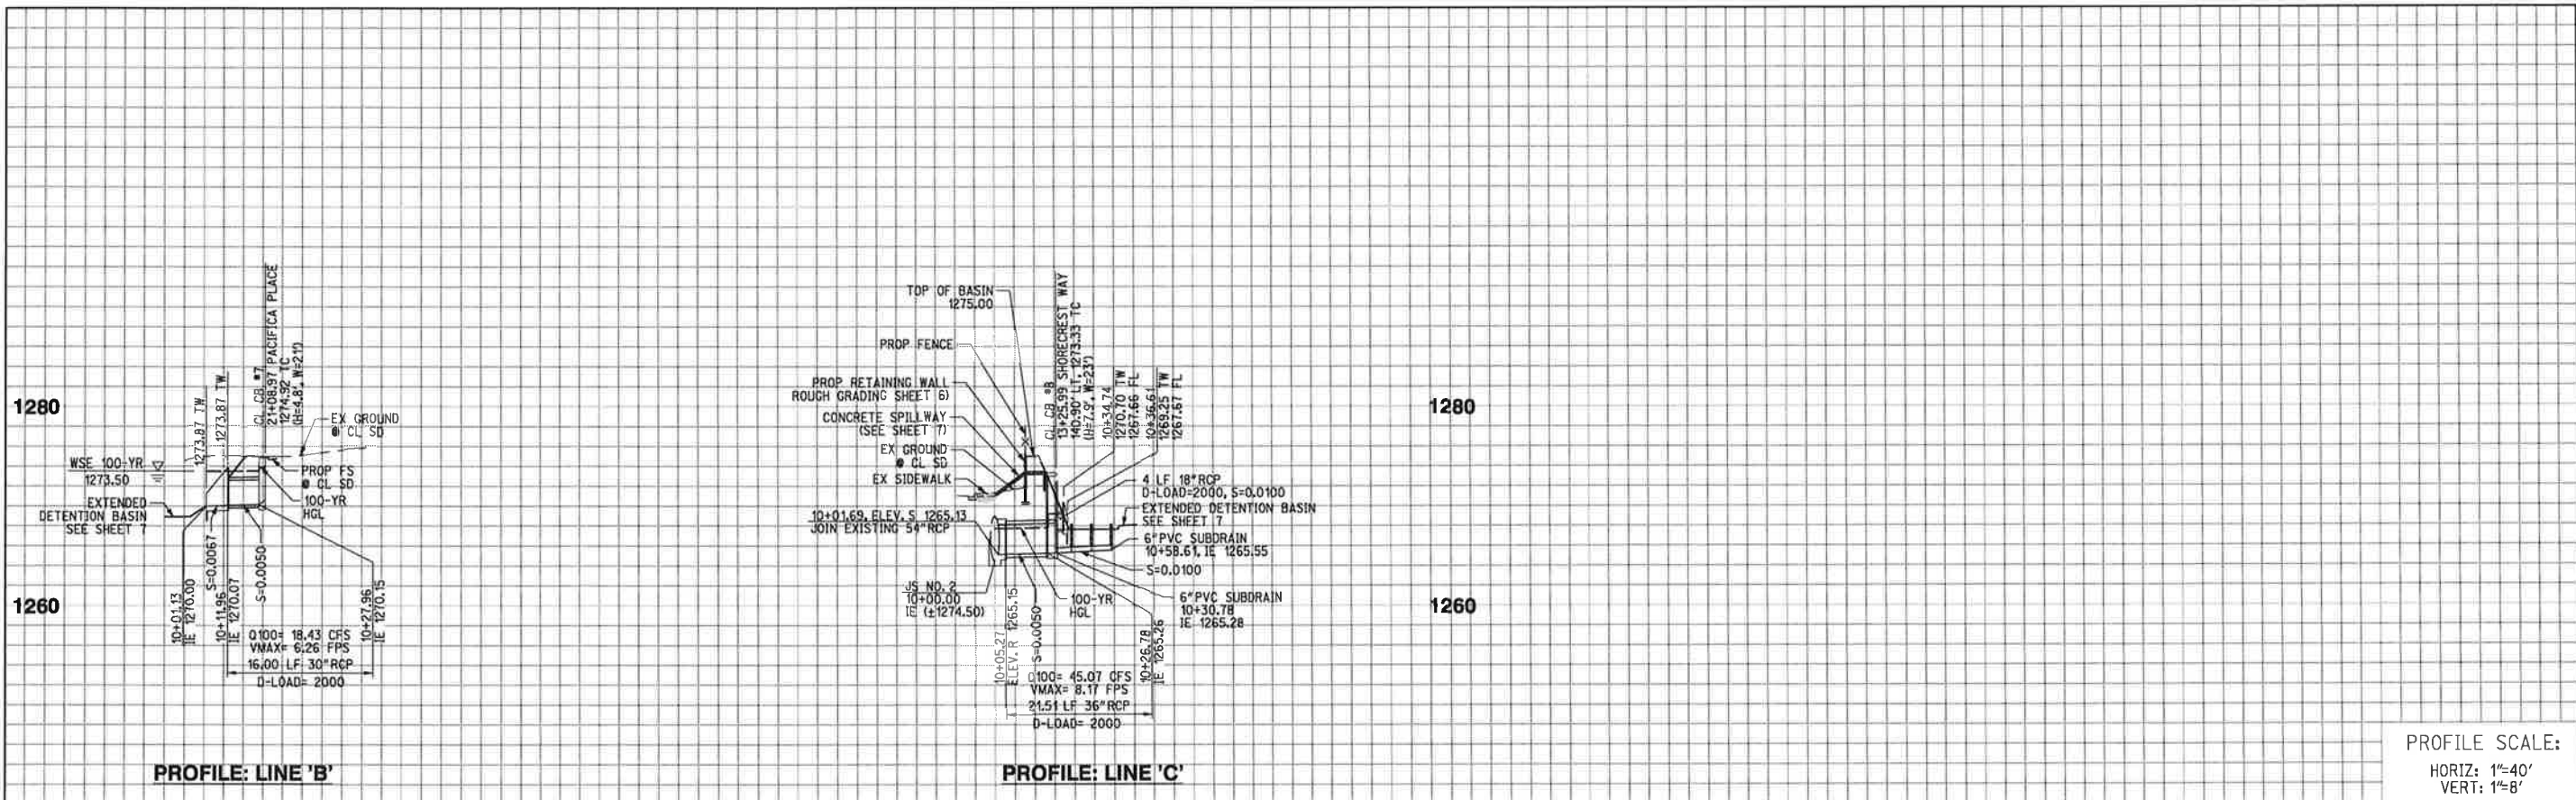 1280
1260
1273.87 TW
1273.87 TW
CL CB #7
21+08.97 PACIFICA PLACE
1274.92 TC
(H=4.8', W=21')
EX GROUND
@ CL SD
WSE 100-YR
1273.50
PROP FS
@ CL SD
100-YR
HGL
EXTENDED
DETENTION BASIN
SEE SHEET 7
10+01.13
IE 1270.00
S=0.0067
10+11.96
IE 1270.07
S=0.0050
10+27.96
IE 1270.15
Q100= 18.43 CFS
VMAX= 6.26 FPS
16.00 LF 30"RCP
D-LOAD= 2000
PROFILE: LINE 'B'
TOP OF BASIN
1275.00
PROP FENCE
PROP RETAINING WALL
ROUGH GRADING SHEET 6)
CONCRETE SPILLWAY
(SEE SHEET 7)
EX GROUND
@ CL SD
EX SIDEWALK
10+01.69, ELEV. S 1265.13
JOIN EXISTING 54"RCP
JS NO. 2
10+00.00
IE (±1274.50)
CL CB #8
13+25.99 SHORECREST WAY
140.90' LT, 1273.33 TC
(H=7.9', W=23')
10+34.74
1270.70 TW
1267.66 FL
10+36.61
1269.25 TW
1267.67 FL
4 LF 18"RCP
D-LOAD=2000, S=0.0100
EXTENDED DETENTION BASIN
SEE SHEET 7
6"PVC SUBDRAIN
10+58.61, IE 1265.55
S=0.0100
6"PVC SUBDRAIN
10+30.78
IE 1265.28
100-YR
HGL
10+05.27
ELEV. R 1265.15
S=0.0050
10+26.78
IE 1265.26
Q100= 45.07 CFS
VMAX= 8.17 FPS
21.51 LF 36"RCP
D-LOAD= 2000
PROFILE: LINE 'C'
1280
1260
PROFILE SCALE:
HORIZ: 1"=40'
VERT: 1"=8'